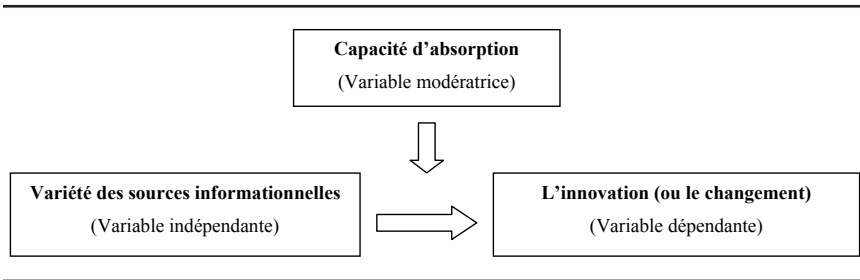 Capacité d’absorption
(Variable modératrice)
Variété des sources informationnelles
(Variable indépendante)
L’innovation (ou le changement)
(Variable dépendante)